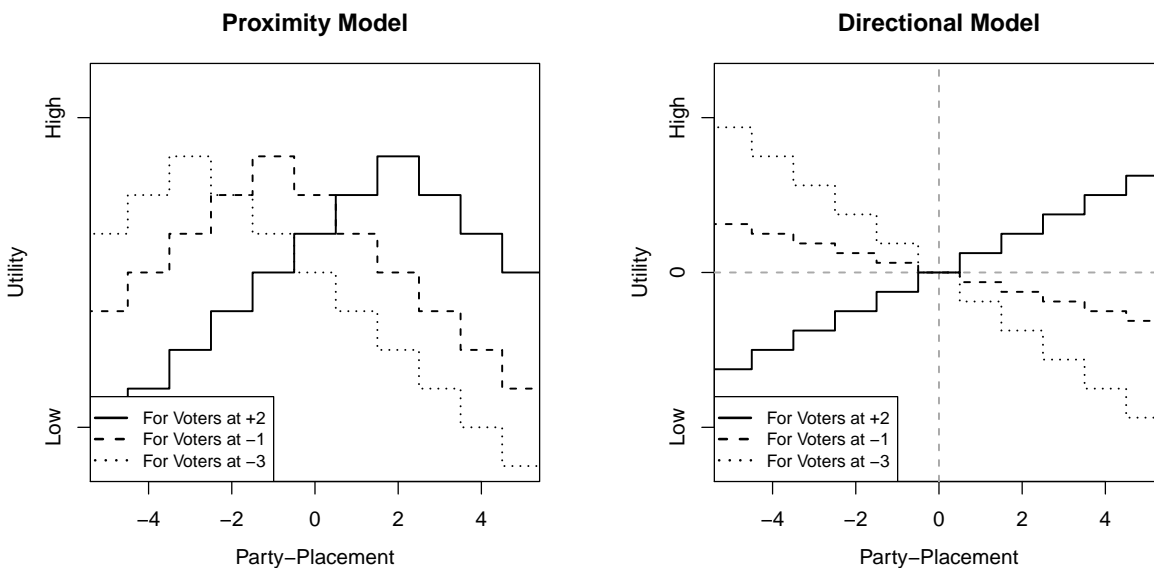 Proximity Model
High
Utility
Low
For Voters at +2
For Voters at −1
For Voters at −3
−4 −2 0 2 4
Party−Placement
Directional Model
High
0
Utility
Low
For Voters at +2
For Voters at −1
For Voters at −3
−4 −2 0 2 4
Party−Placement